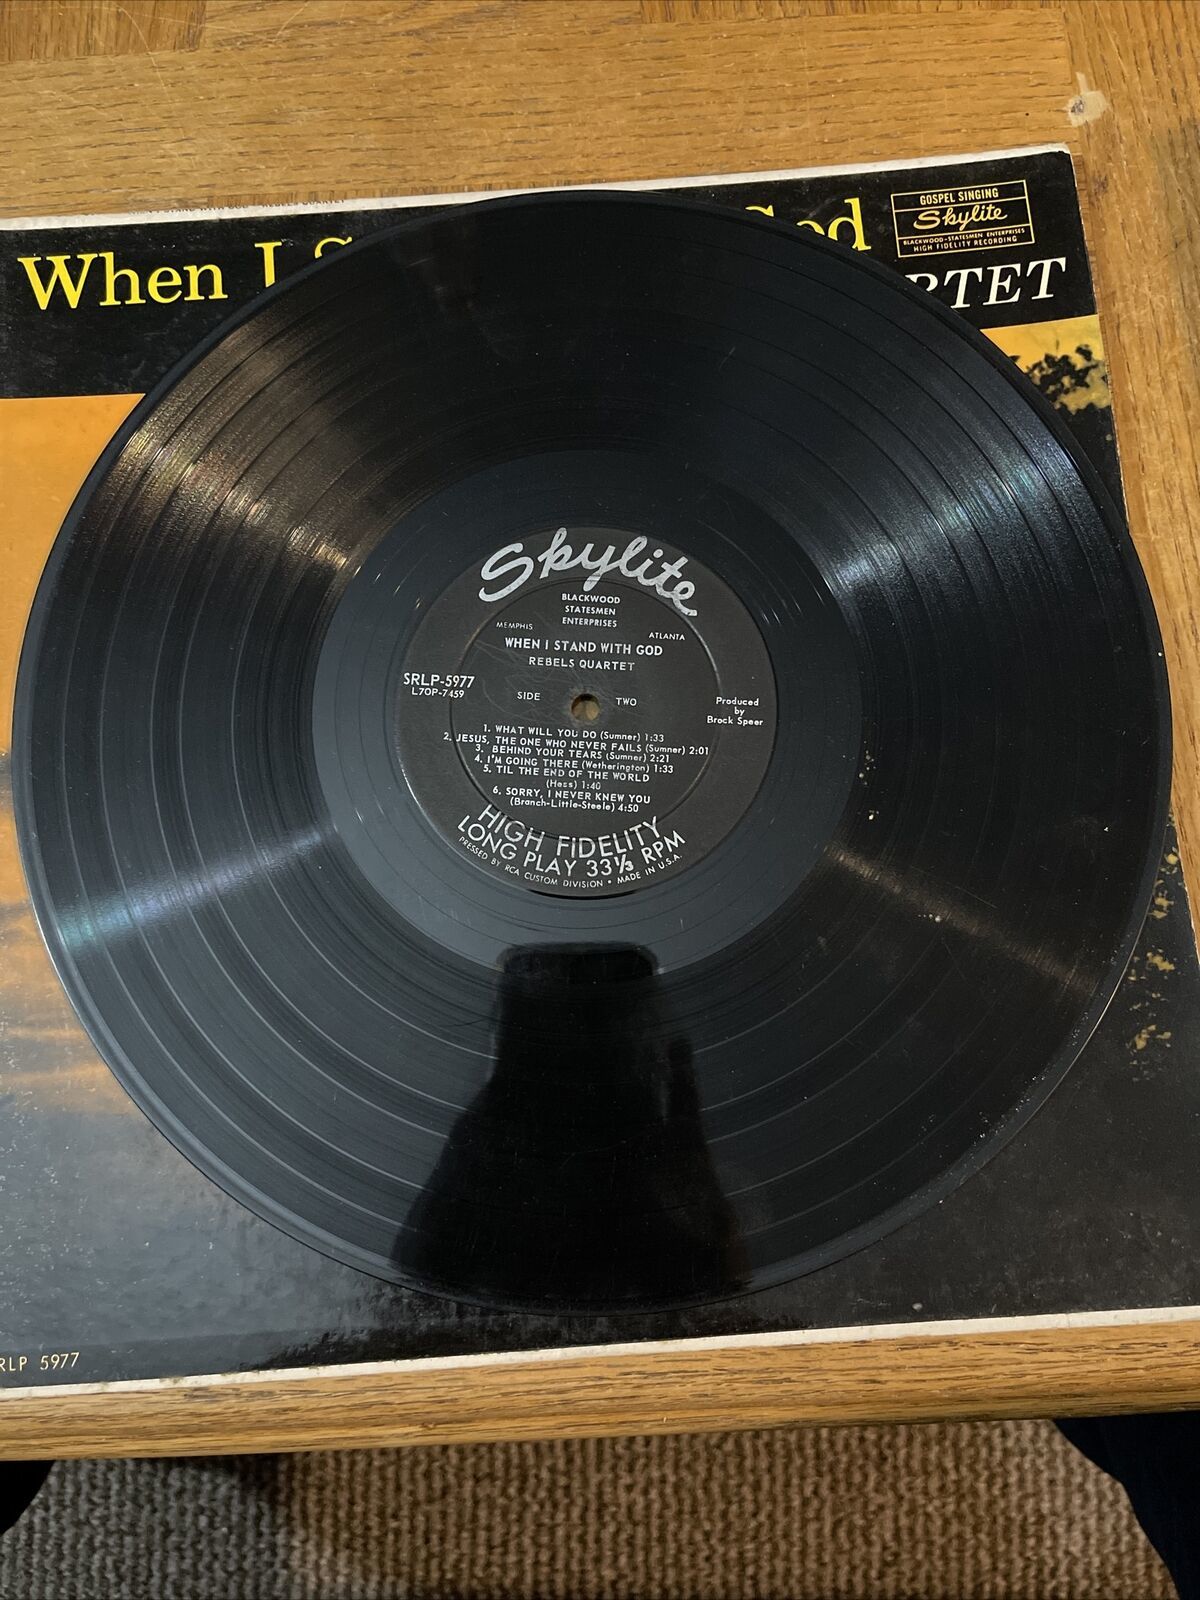 When I S
od
GOSPEL SINGING
Skylite
BLACKWOOD-STATESMEN ENTERPRISES
HIGH FIDELITY RECORDING
RTET
Skylite
BLACKWOOD
STATESMEN
ENTERPRISES
MEMPHIS
ATLANTA
WHEN I STAND WITH GOD
REBELS QUARTET
SRLP-5977
L7OP-7459
SIDE TWO
Produced
by
Brock Speer
1. WHAT WILL YOU DO (Sumner) 1:33
2. JESUS, THE ONE WHO NEVER FAILS (Sumner) 2:01
3. BEHIND YOUR TEARS (Sumner) 2:21
4. I'M GOING THERE (Wetherington) 1:33
5. TIL THE END OF THE WORLD
(Hess) 1:40
6. SORRY, I NEVER KNEW YOU
(Branch-Little-Steele) 4:50
HIGH FIDELITY
LONG PLAY 33⅓ RPM
PRESSED BY RCA CUSTOM DIVISION • MADE IN U.S.A.
RLP 5977